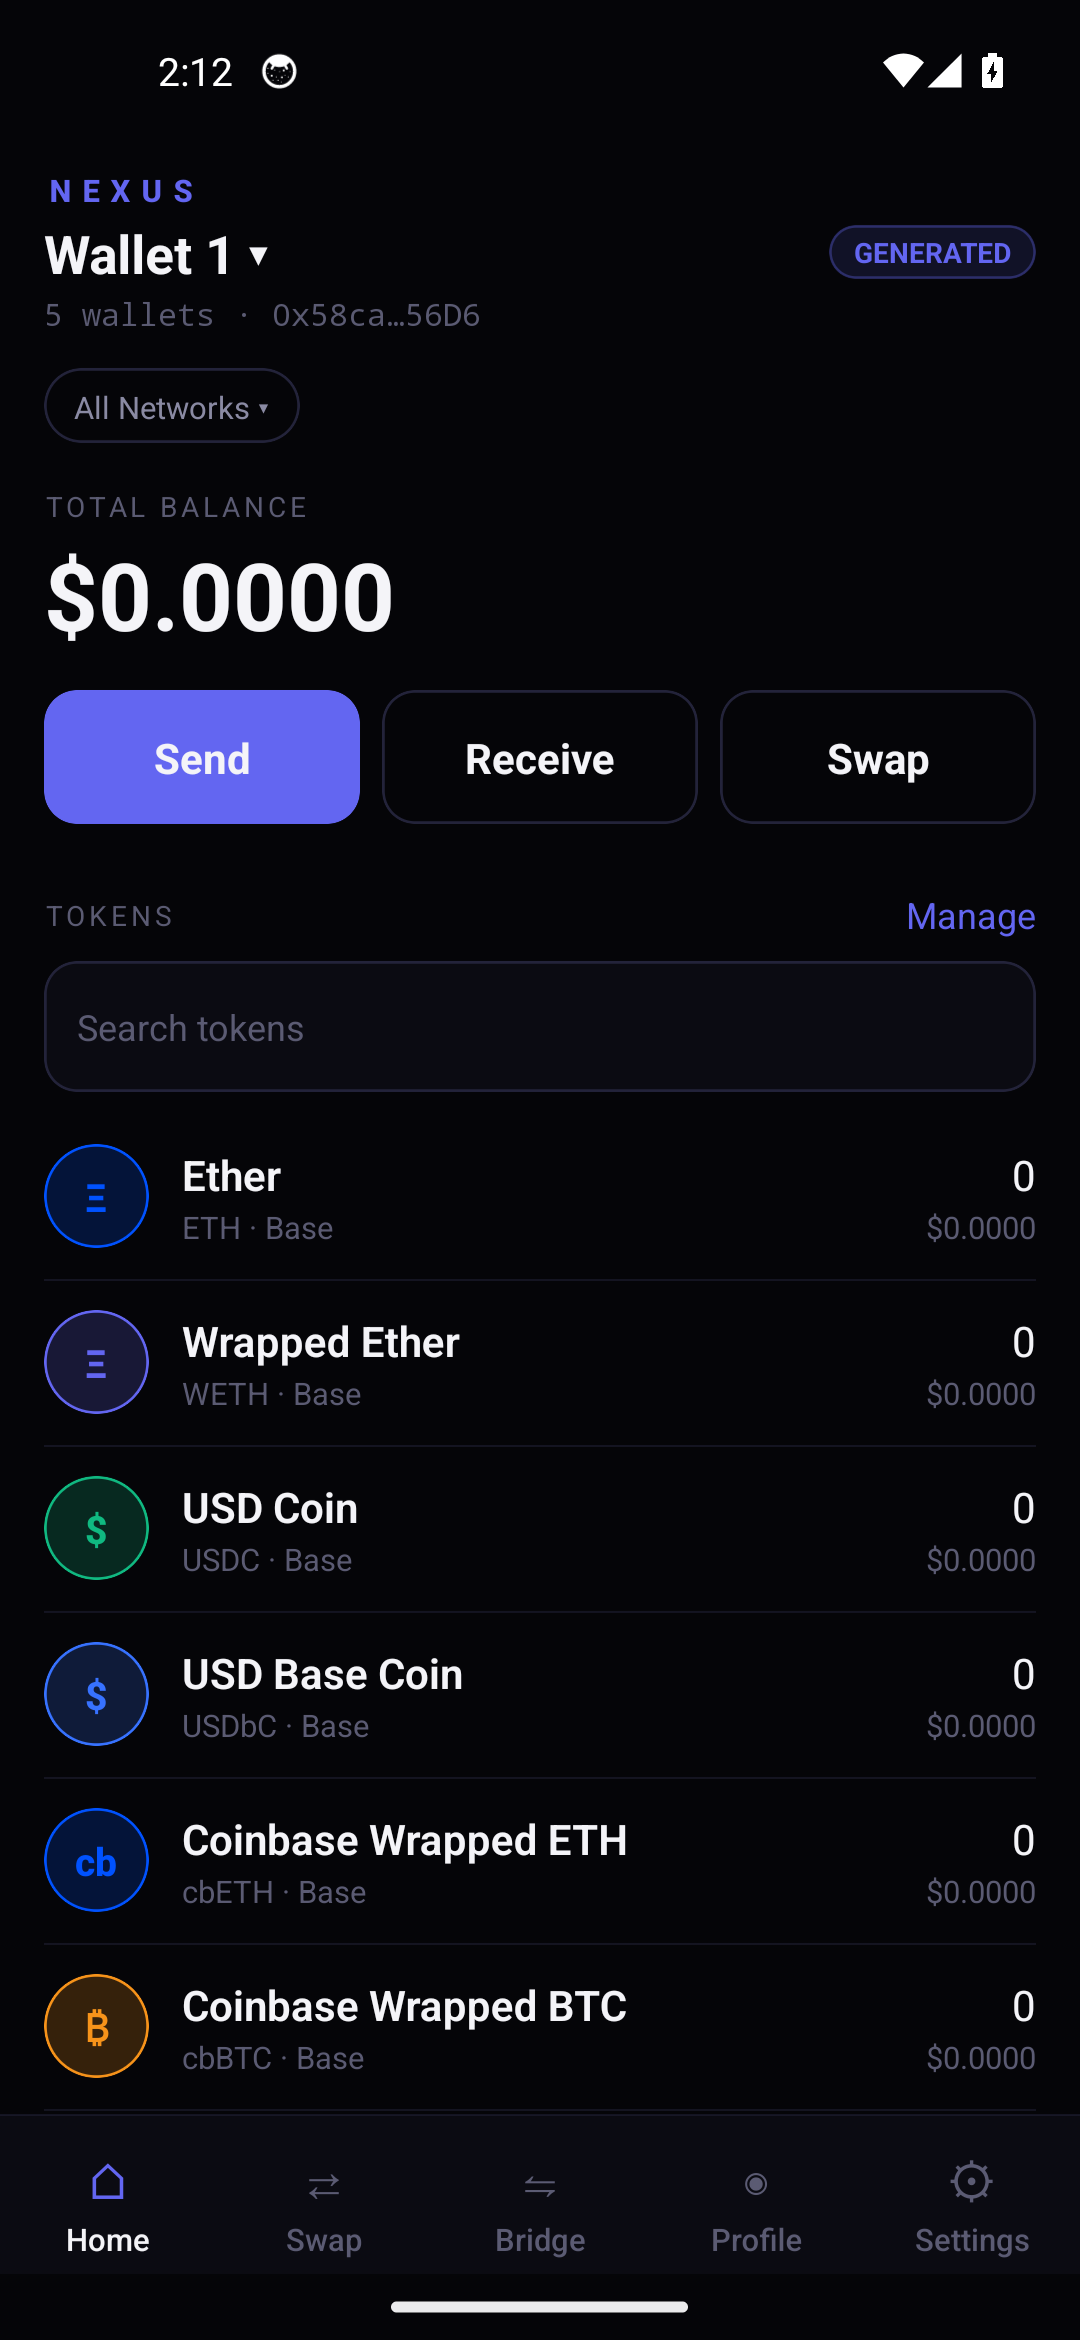 2:12
NEXUS
Wallet 1 ▾
GENERATED
5 wallets · 0x58ca…56D6
All Networks ▾
TOTAL BALANCE
$0.0000
Send
Receive
Swap
TOKENS
Manage
Search tokens
Ξ
Ether
0
ETH · Base
$0.0000
Ξ
Wrapped Ether
0
WETH · Base
$0.0000
$
USD Coin
0
USDC · Base
$0.0000
$
USD Base Coin
0
USDbC · Base
$0.0000
cb
Coinbase Wrapped ETH
0
cbETH · Base
$0.0000
₿
Coinbase Wrapped BTC
0
cbBTC · Base
$0.0000
Home
Swap
Bridge
Profile
Settings